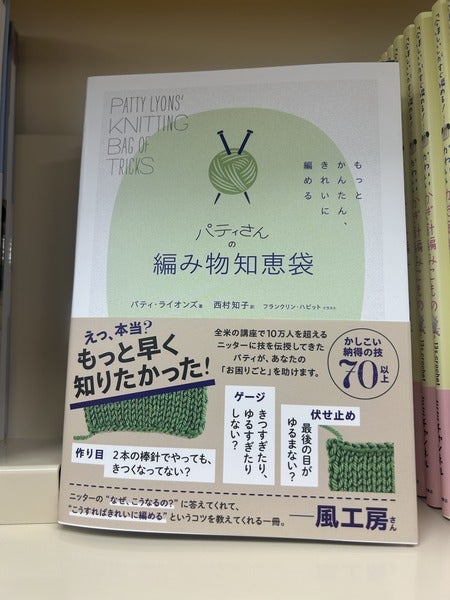 PATTY LYONS'
KNITTING
BAG OF
TRICKS
もっと
かんたん、
きれいに
編める
パティさん
の
編み物知恵袋
パティ・ライオンズ 著 西村知子 訳 フランクリン・ハビット イラスト
えっ、本当?
もっと早く
知りたかった!
全米の講座で10万人を超える
ニッターに技を伝授してきた
パティが、あなたの
「お困りごと」を助けます。
かしこい
納得の技
70以上
作り目
2本の棒針でやっても、
きつくなってない?
ゲージ
きつすぎたり、
ゆるすぎたり
しない?
伏せ止め
最後の目が
ゆるまない?
ニッターの"なぜ、こうなるの?"に答えてくれて、
"こうすればきれいに編める"というコツを教えてくれる一冊。
──風工房さん